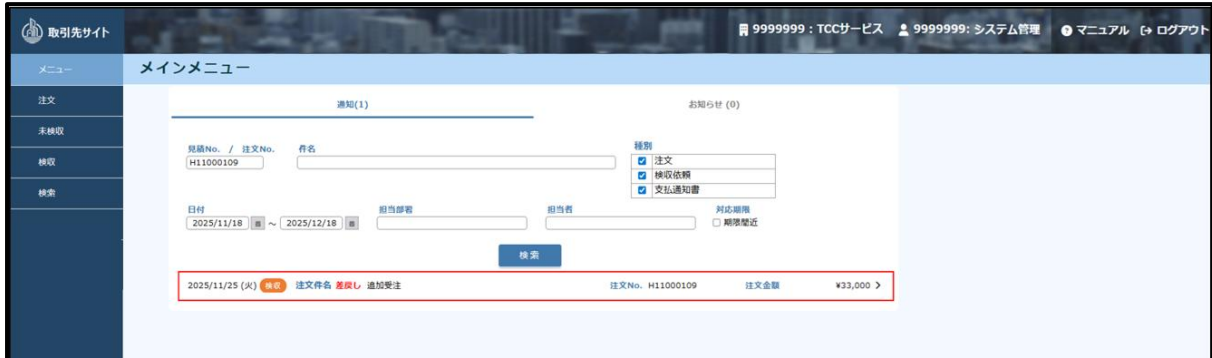 取引先サイト 9999999 : TCCサービス 9999999: システム管理 マニュアル ログアウト
メニュー
メインメニュー
注文
未検収
検収
検索
通知(1) お知らせ (0)
見積No. / 注文No. 件名 種別
H11000109 注文
検収依頼
支払通知書
日付 担当部署 担当者 対応期限
2025/11/18 ～ 2025/12/18 期限間近
検索
2025/11/25 (火) 検収 注文件名 差戻し 追加受注 注文No. H11000109 注文金額 ¥33,000